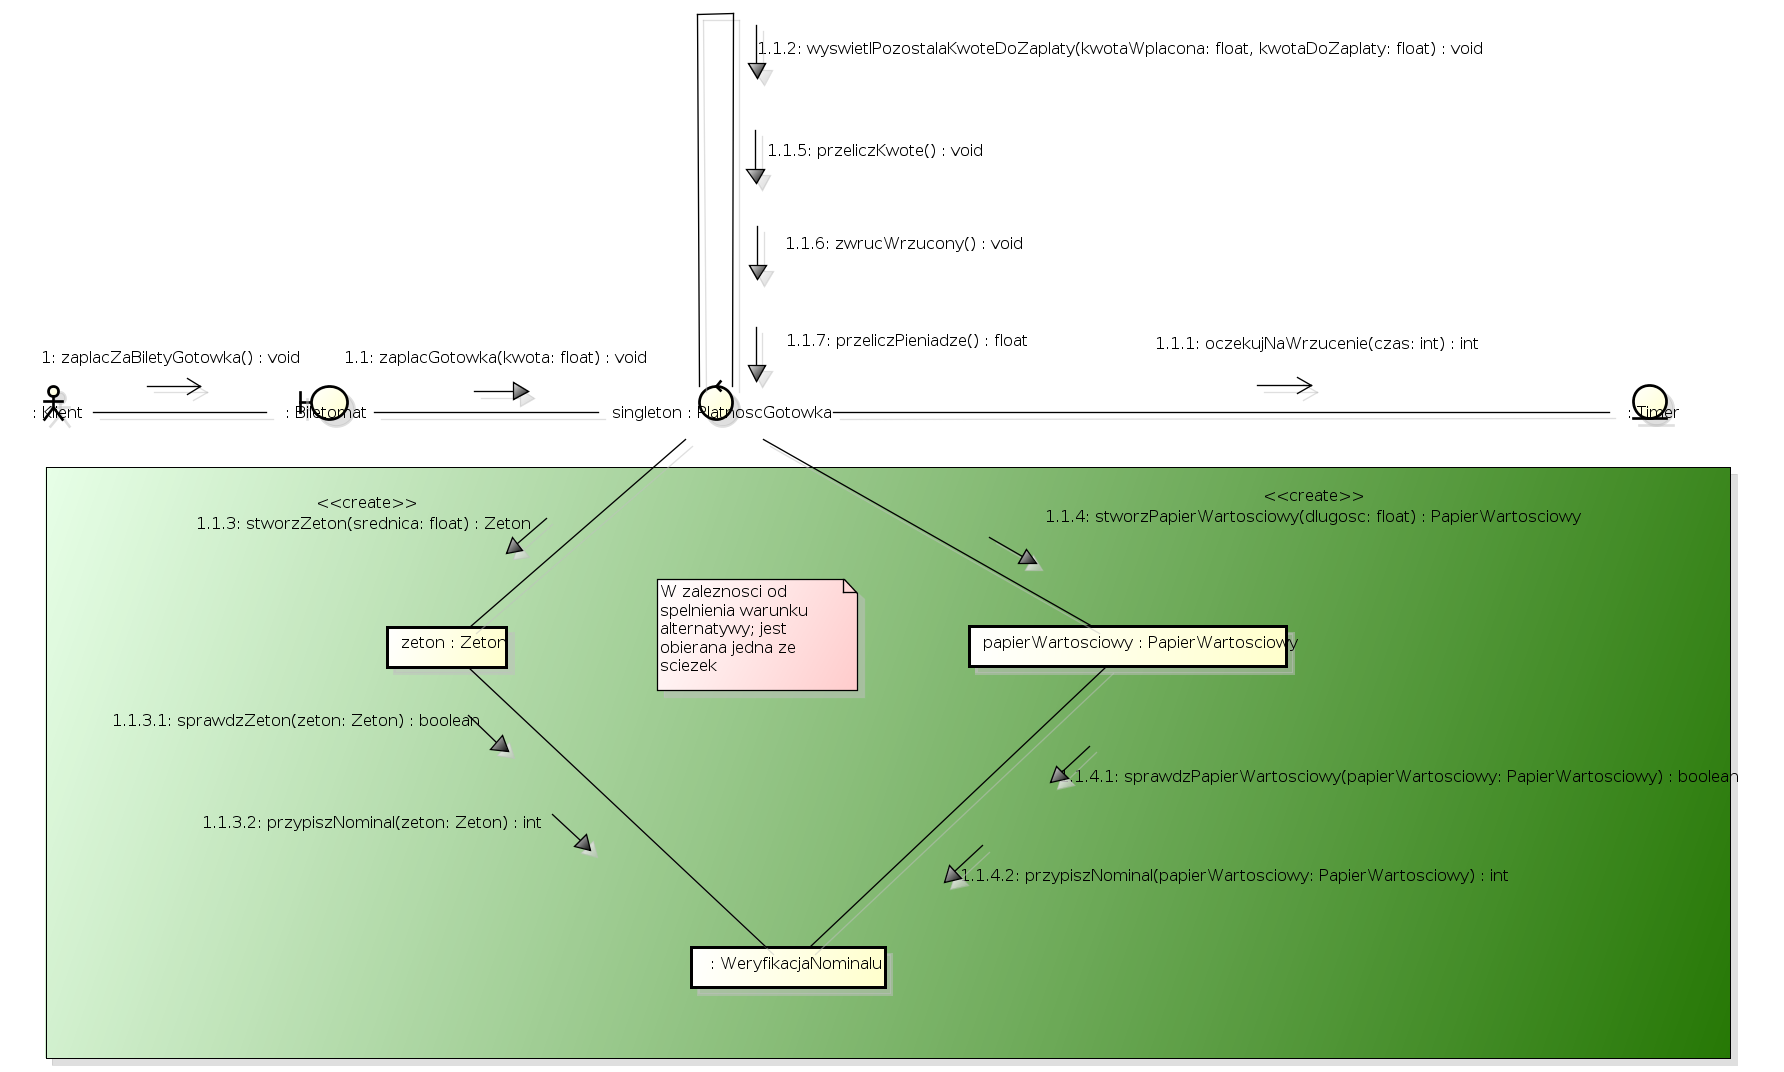 1.1.2: wyswietlPozostalaKwoteDoZaplaty(kwotaWplacona: float, kwotaDoZaplaty: float) : void
1.1.5: przeliczKwote() : void
1.1.6: zwrucWrzucony() : void
1.1.7: przeliczPieniadze() : float
1: zaplacZaBiletyGotowka() : void
1.1: zaplacGotowka(kwota: float) : void
1.1.1: oczekujNaWrzucenie(czas: int) : int
: Klient
: Biletomat
singleton : PlatnoscGotowka
: Timer
<<create>>
1.1.3: stworzZeton(srednica: float) : Zeton
<<create>>
1.1.4: stworzPapierWartosciowy(dlugosc: float) : PapierWartosciowy
W zaleznosci od
spelnienia warunku
alternatywy; jest
obierana jedna ze
sciezek
zeton : Zeton
papierWartosciowy : PapierWartosciowy
1.1.3.1: sprawdzZeton(zeton: Zeton) : boolean
1.1.4.1: sprawdzPapierWartosciowy(papierWartosciowy: PapierWartosciowy) : boolean
1.1.3.2: przypiszNominal(zeton: Zeton) : int
1.1.4.2: przypiszNominal(papierWartosciowy: PapierWartosciowy) : int
: WeryfikacjaNominalu